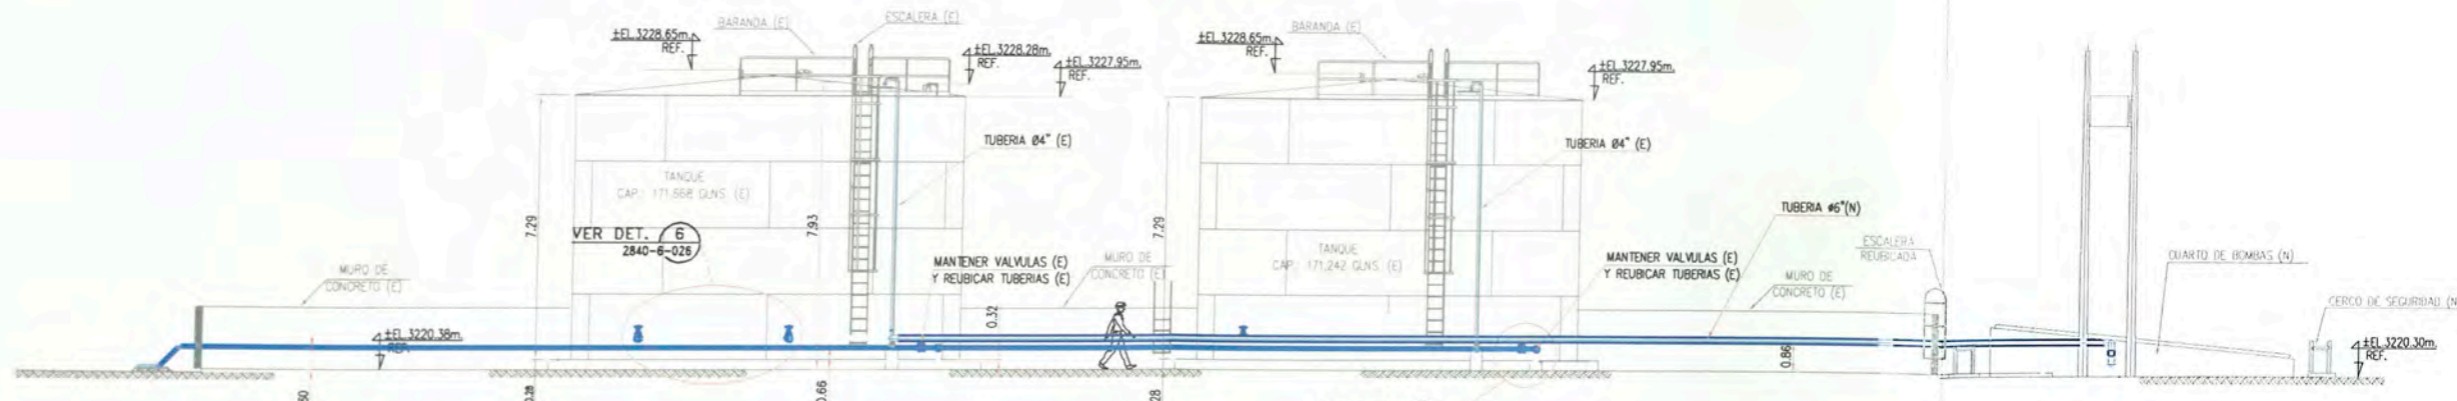 BARANDA (E)
ESCALERA (E)
±EL.3228.65m.
REF.
±EL.3228.28m.
REF.
±EL.3227.95m.
REF.
±EL.3228.65m.
REF.
BARANDA (E)
±EL.3227.95m.
REF.
TUBERIA Ø4" (E)
TUBERIA Ø4" (E)
TANQUE
CAP.: 171,668 GLNS. (E)
7.29
7.93
7.29
VER DET. 6
2840-6-026
TUBERIA Ø6"(N)
MANTENER VALVULAS (E)
Y REUBICAR TUBERIAS (E)
MURO DE
CONCRETO (E)
TANQUE
CAP.: 171,242 GLNS. (E)
MANTENER VALVULAS (E)
Y REUBICAR TUBERIAS (E)
ESCALERA
REUBICADA
CUARTO DE BOMBAS (N)
MURO DE
CONCRETO (E)
MURO DE
CONCRETO (E)
CERCO DE SEGURIDAD (N
0.32
±EL.3220.38m.
REF.
0.86
±EL.3220.30m.
REF.